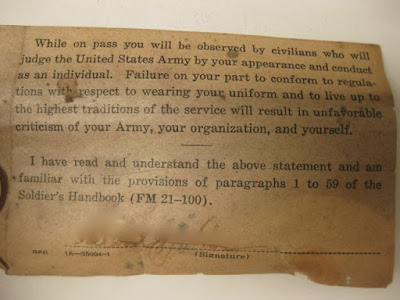 While on pass you will be observed by civilians who will
judge the United States Army by your appearance and conduct
as an individual. Failure on your part to conform to regula-
tions with respect to wearing your uniform and to live up to
the highest traditions of the service will result in unfavorable
criticism of your Army, your organization, and yourself.
I have read and understand the above statement and am
familiar with the provisions of paragraphs 1 to 59 of the
Soldier's Handbook (FM 21–100).
(Signature)